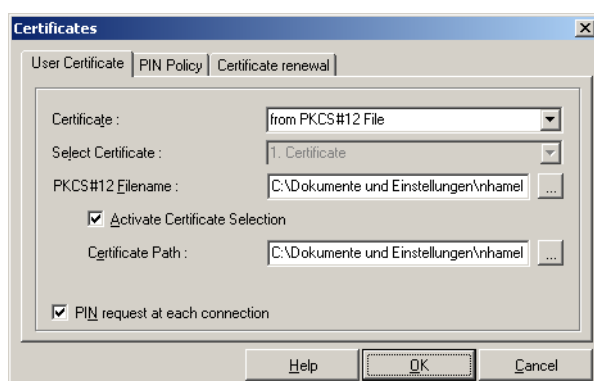 Certificates
User Certificate PIN Policy Certificate renewal
Certificate : from PKCS#12 File
Select Certificate : 1. Certificate
PKCS#12 Filename : C:\Dokumente und Einstellungen\nhamel ...
Activate Certificate Selection
Certificate Path : C:\Dokumente und Einstellungen\nhamel ...
PIN request at each connection
Help OK Cancel